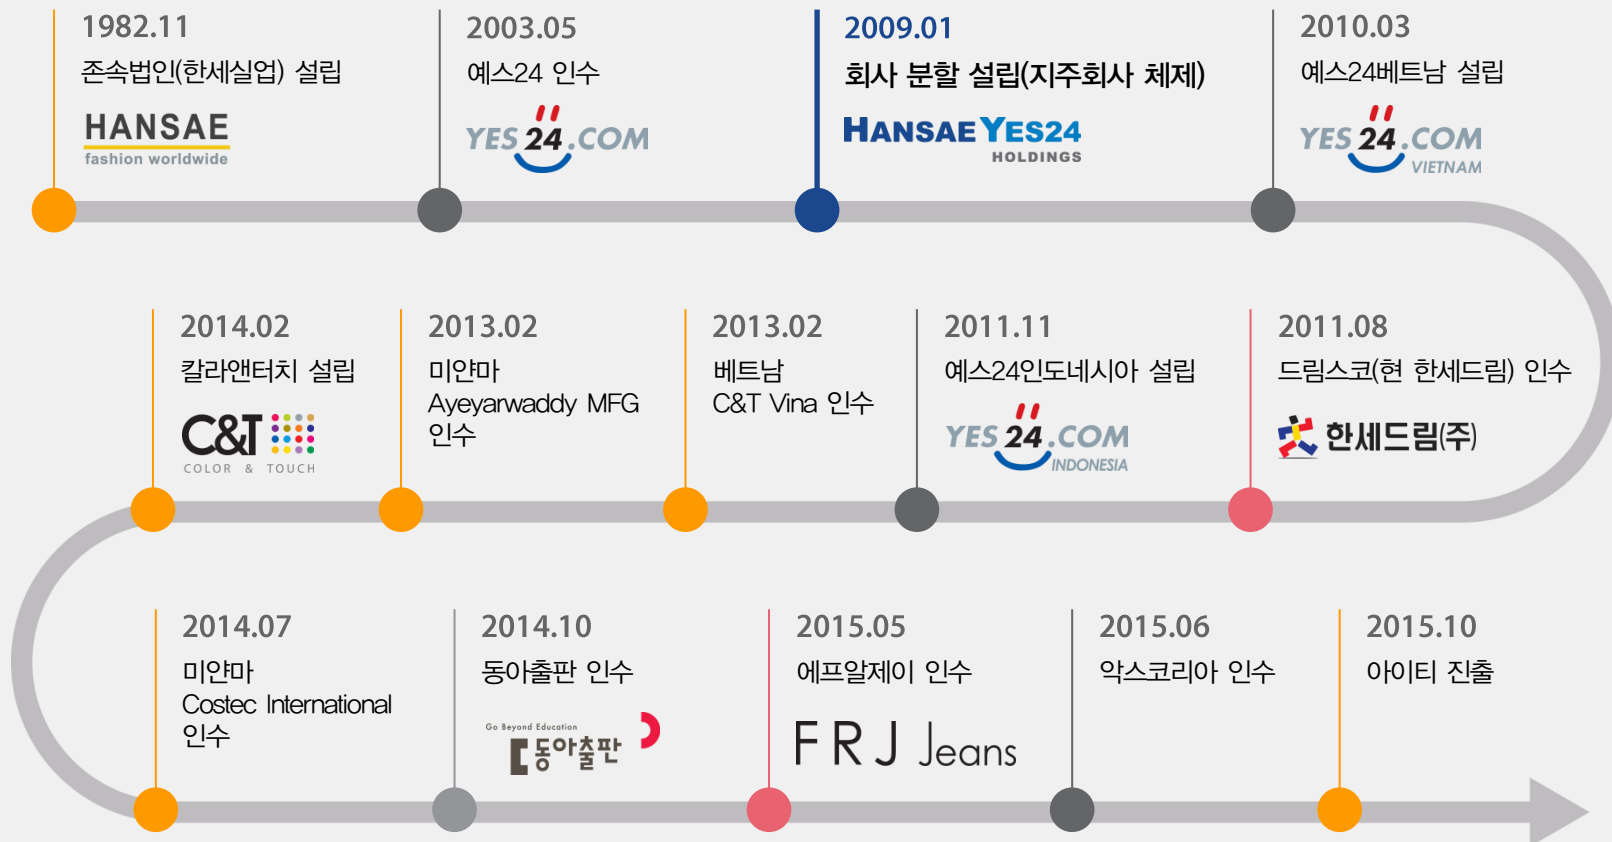 1982.11
존속법인(한세실업) 설립
HANSAE
fashion worldwide
2003.05
예스24 인수
YES 24 .COM
2009.01
회사 분할 설립(지주회사 체제)
HANSAE YES24
HOLDINGS
2010.03
예스24베트남 설립
YES 24 .COM
VIETNAM
2014.02
칼라앤터치 설립
C&T
COLOR & TOUCH
2013.02
미얀마
Ayeyarwaddy MFG
인수
2013.02
베트남
C&T Vina 인수
2011.11
예스24인도네시아 설립
YES 24 .COM
INDONESIA
2011.08
드림스코(현 한세드림) 인수
한세드림(주)
2014.07
미얀마
Costec International
인수
2014.10
동아출판 인수
Go Beyond Education
동아출판
2015.05
에프알제이 인수
FRJ Jeans
2015.06
악스코리아 인수
2015.10
아이티 진출